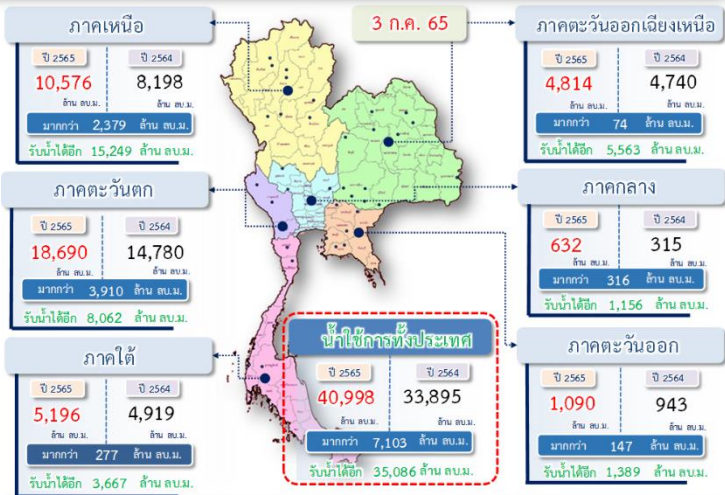 3 ก.ค. 65
ภาคเหนือ
ปี 2565 ปี 2564
10,576 8,198
ล้าน ลบ.ม. ล้าน ลบ.ม.
มากกว่า 2,379 ล้าน ลบ.ม.
รับน้ำได้อีก 15,249 ล้าน ลบ.ม.
ภาคตะวันออกเฉียงเหนือ
ปี 2565 ปี 2564
4,814 4,740
ล้าน ลบ.ม. ล้าน ลบ.ม.
มากกว่า 74 ล้าน ลบ.ม.
รับน้ำได้อีก 5,563 ล้าน ลบ.ม.
ภาคตะวันตก
ปี 2565 ปี 2564
18,690 14,780
ล้าน ลบ.ม. ล้าน ลบ.ม.
มากกว่า 3,910 ล้าน ลบ.ม.
รับน้ำได้อีก 8,062 ล้าน ลบ.ม.
ภาคกลาง
ปี 2565 ปี 2564
632 315
ล้าน ลบ.ม. ล้าน ลบ.ม.
มากกว่า 316 ล้าน ลบ.ม.
รับน้ำได้อีก 1,156 ล้าน ลบ.ม.
ภาคใต้
ปี 2565 ปี 2564
5,196 4,919
ล้าน ลบ.ม. ล้าน ลบ.ม.
มากกว่า 277 ล้าน ลบ.ม.
รับน้ำได้อีก 3,667 ล้าน ลบ.ม.
น้ำใช้การทั้งประเทศ
ปี 2565 ปี 2564
40,998 33,895
ล้าน ลบ.ม. ล้าน ลบ.ม.
มากกว่า 7,103 ล้าน ลบ.ม.
รับน้ำได้อีก 35,086 ล้าน ลบ.ม.
ภาคตะวันออก
ปี 2565 ปี 2564
1,090 943
ล้าน ลบ.ม. ล้าน ลบ.ม.
มากกว่า 147 ล้าน ลบ.ม.
รับน้ำได้อีก 1,389 ล้าน ลบ.ม.